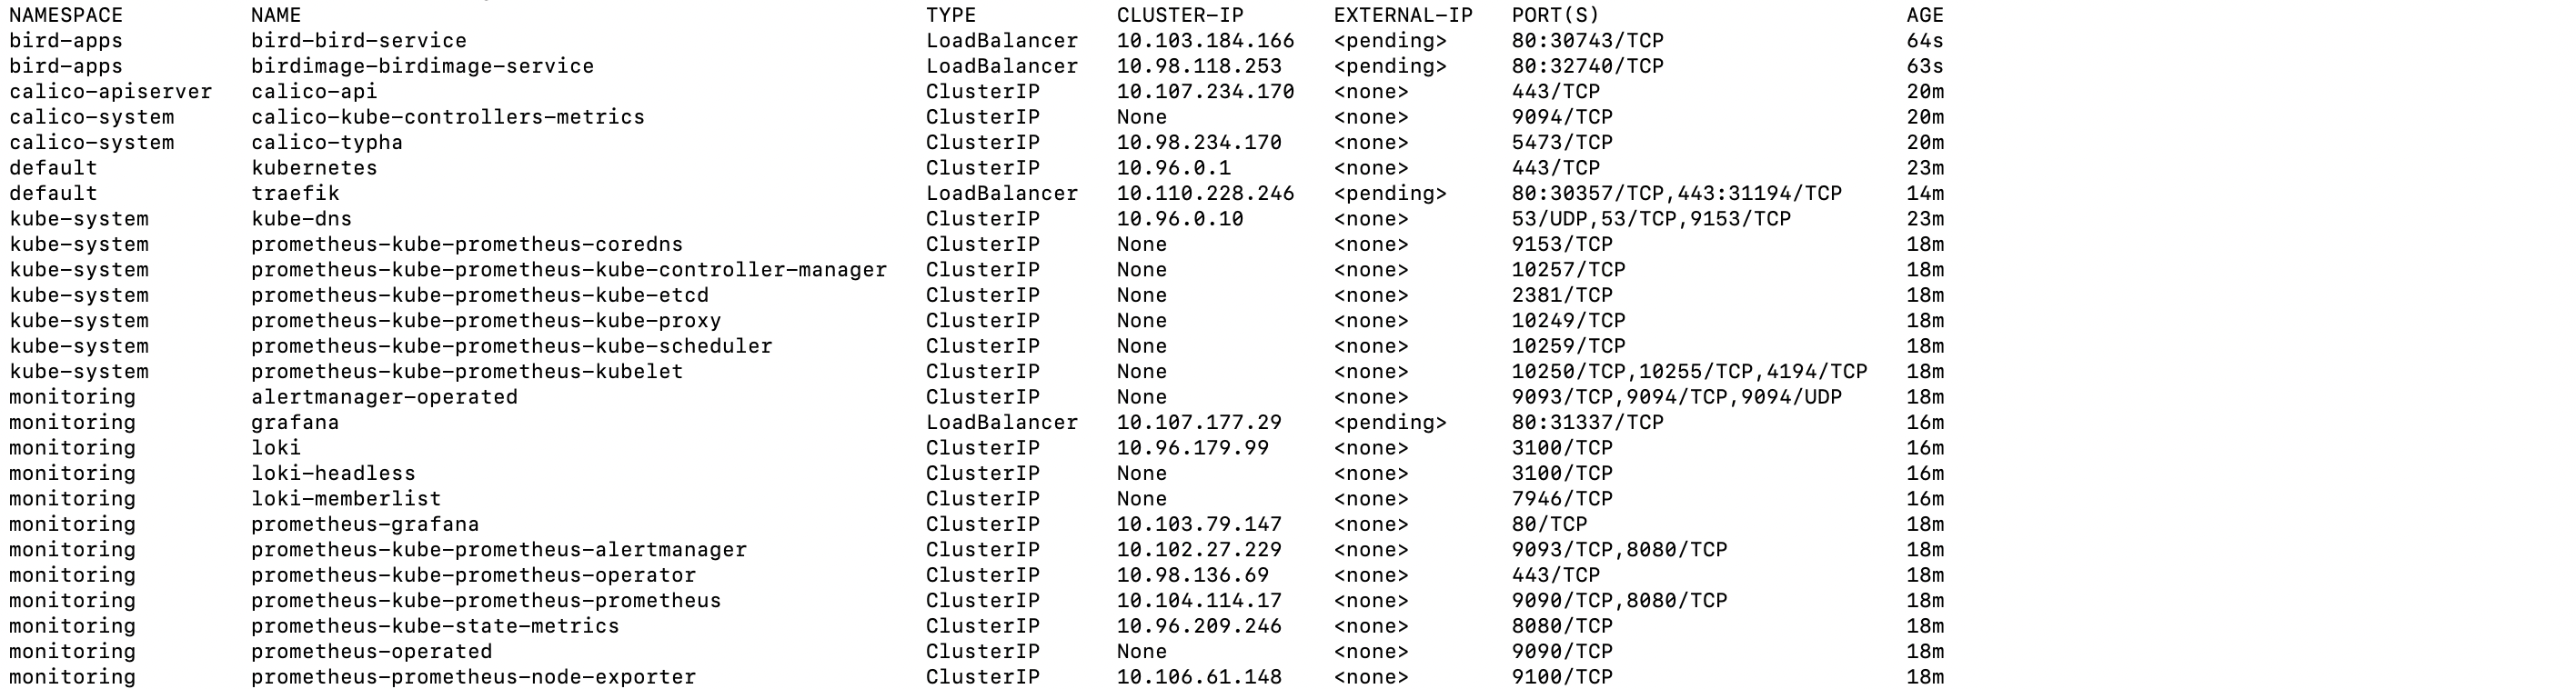 NAMESPACE NAME TYPE CLUSTER-IP EXTERNAL-IP PORT(S) AGE
bird-apps bird-bird-service LoadBalancer 10.103.184.166 <pending> 80:30743/TCP 64s
bird-apps birdimage-birdimage-service LoadBalancer 10.98.118.253 <pending> 80:32740/TCP 63s
calico-apiserver calico-api ClusterIP 10.107.234.170 <none> 443/TCP 20m
calico-system calico-kube-controllers-metrics ClusterIP None <none> 9094/TCP 20m
calico-system calico-typha ClusterIP 10.98.234.170 <none> 5473/TCP 20m
default kubernetes ClusterIP 10.96.0.1 <none> 443/TCP 23m
default traefik LoadBalancer 10.110.228.246 <pending> 80:30357/TCP,443:31194/TCP 14m
kube-system kube-dns ClusterIP 10.96.0.10 <none> 53/UDP,53/TCP,9153/TCP 23m
kube-system prometheus-kube-prometheus-coredns ClusterIP None <none> 9153/TCP 18m
kube-system prometheus-kube-prometheus-kube-controller-manager ClusterIP None <none> 10257/TCP 18m
kube-system prometheus-kube-prometheus-kube-etcd ClusterIP None <none> 2381/TCP 18m
kube-system prometheus-kube-prometheus-kube-proxy ClusterIP None <none> 10249/TCP 18m
kube-system prometheus-kube-prometheus-kube-scheduler ClusterIP None <none> 10259/TCP 18m
kube-system prometheus-kube-prometheus-kubelet ClusterIP None <none> 10250/TCP,10255/TCP,4194/TCP 18m
monitoring alertmanager-operated ClusterIP None <none> 9093/TCP,9094/TCP,9094/UDP 18m
monitoring grafana LoadBalancer 10.107.177.29 <pending> 80:31337/TCP 16m
monitoring loki ClusterIP 10.96.179.99 <none> 3100/TCP 16m
monitoring loki-headless ClusterIP None <none> 3100/TCP 16m
monitoring loki-memberlist ClusterIP None <none> 7946/TCP 16m
monitoring prometheus-grafana ClusterIP 10.103.79.147 <none> 80/TCP 18m
monitoring prometheus-kube-prometheus-alertmanager ClusterIP 10.102.27.229 <none> 9093/TCP,8080/TCP 18m
monitoring prometheus-kube-prometheus-operator ClusterIP 10.98.136.69 <none> 443/TCP 18m
monitoring prometheus-kube-prometheus-prometheus ClusterIP 10.104.114.17 <none> 9090/TCP,8080/TCP 18m
monitoring prometheus-kube-state-metrics ClusterIP 10.96.209.246 <none> 8080/TCP 18m
monitoring prometheus-operated ClusterIP None <none> 9090/TCP 18m
monitoring prometheus-prometheus-node-exporter ClusterIP 10.106.61.148 <none> 9100/TCP 18m